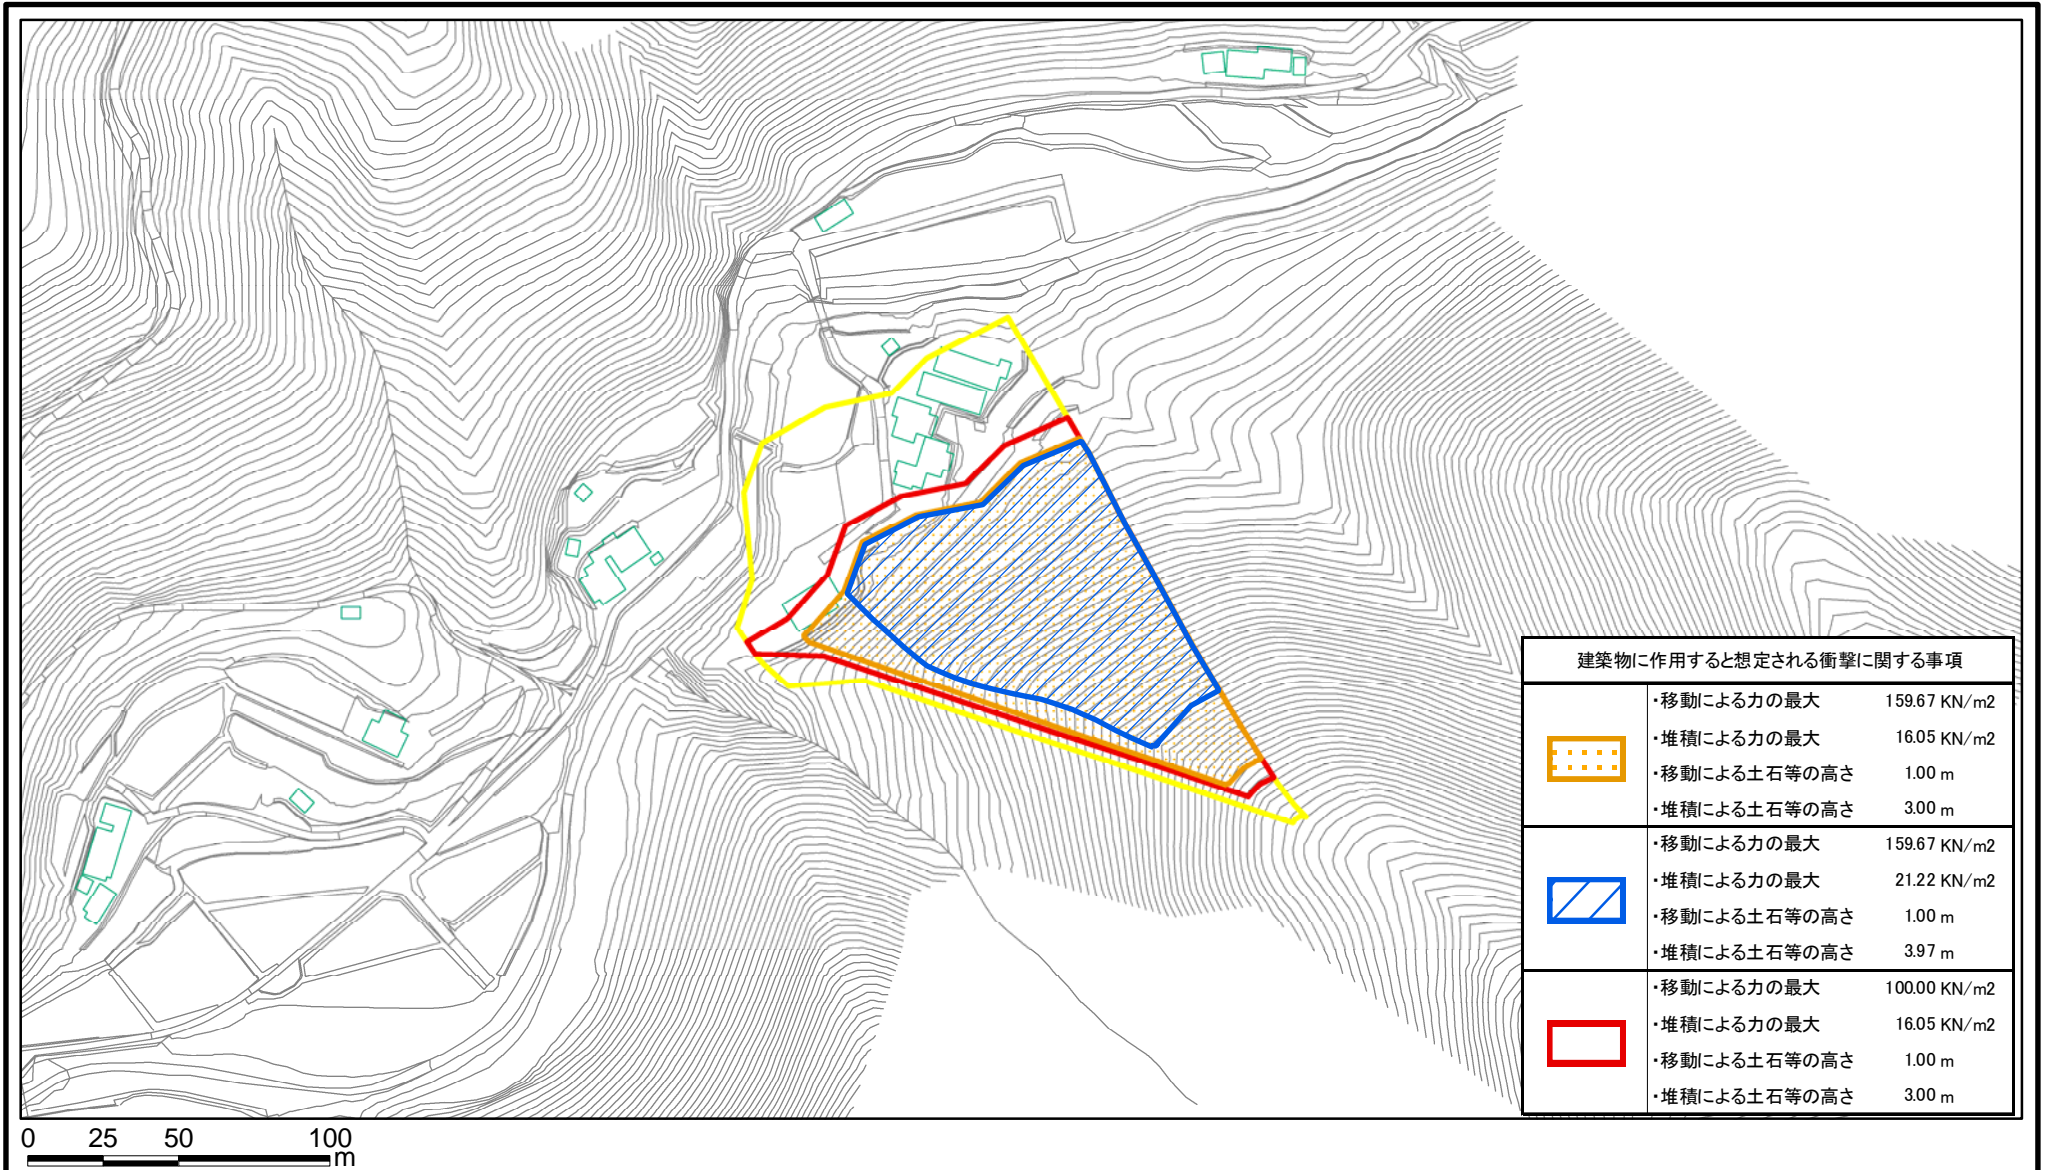 建築物に作用すると想定される衝撃に関する事項
・移動による力の最大 159.67 KN/m2
・堆積による力の最大 16.05 KN/m2
・移動による土石等の高さ 1.00 m
・堆積による土石等の高さ 3.00 m
・移動による力の最大 159.67 KN/m2
・堆積による力の最大 21.22 KN/m2
・移動による土石等の高さ 1.00 m
・堆積による土石等の高さ 3.97 m
・移動による力の最大 100.00 KN/m2
・堆積による力の最大 16.05 KN/m2
・移動による土石等の高さ 1.00 m
・堆積による土石等の高さ 3.00 m
0 25 50 100
m